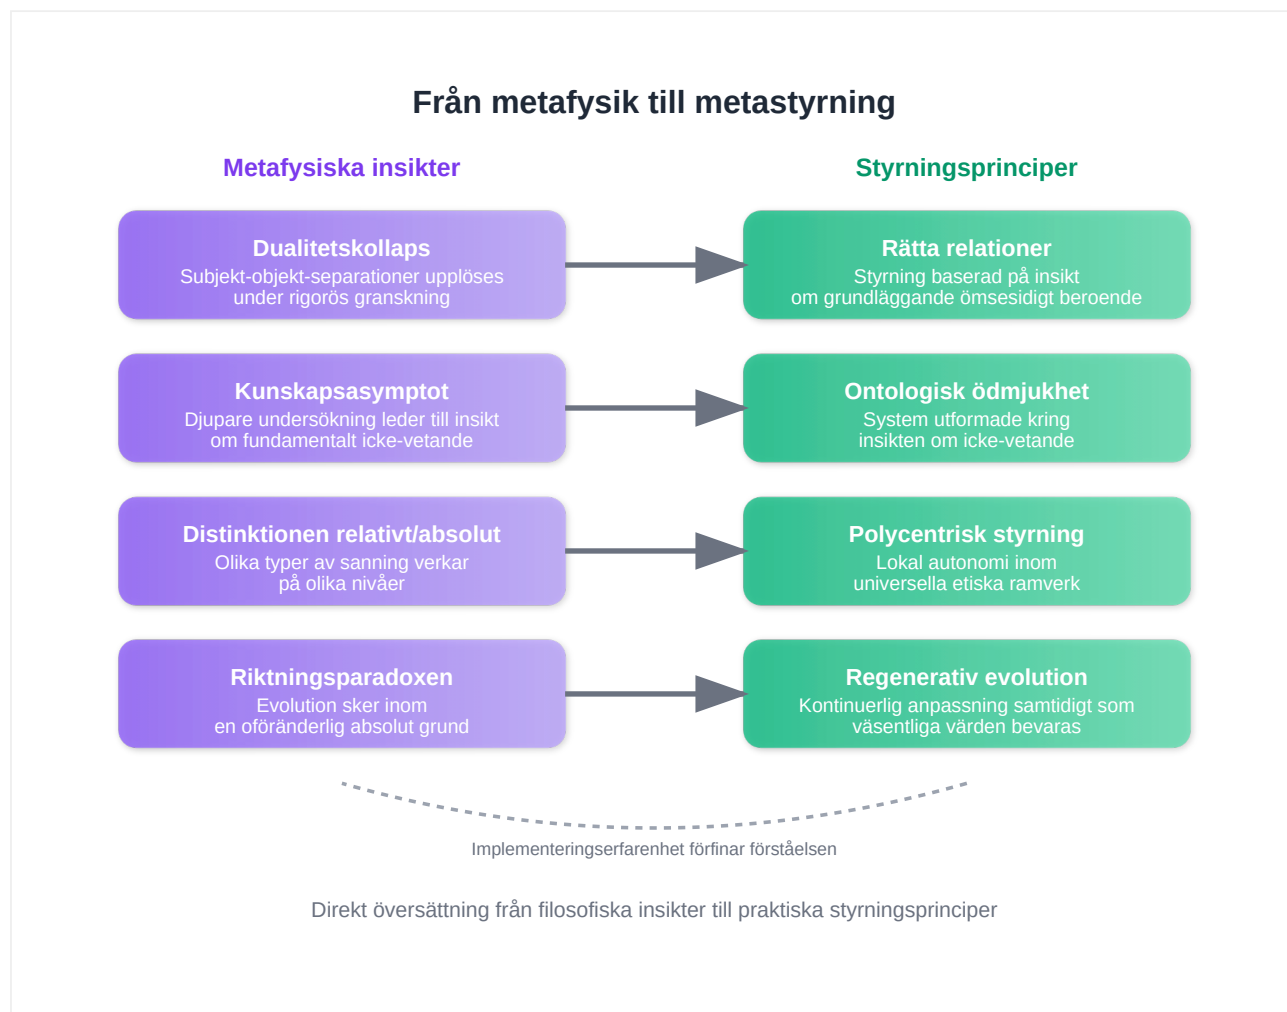 Från metafysik till metastyrning
Metafysiska insikter
Styrningsprinciper
Dualitetskollaps
Subjekt-objekt-separationer upplöses
under rigorös granskning
Rätta relationer
Styrning baserad på insikt
om grundläggande ömsesidigt beroende
Kunskapsasymptot
Djupare undersökning leder till insikt
om fundamentalt icke-vetande
Ontologisk ödmjukhet
System utformade kring
insikten om icke-vetande
Distinktionen relativt/absolut
Olika typer av sanning verkar
på olika nivåer
Polycentrisk styrning
Lokal autonomi inom
universella etiska ramverk
Riktningsparadoxen
Evolution sker inom
en oföränderlig absolut grund
Regenerativ evolution
Kontinuerlig anpassning samtidigt som
väsentliga värden bevaras
Implementeringserfarenhet förfinar förståelsen
Direkt översättning från filosofiska insikter till praktiska styrningsprinciper